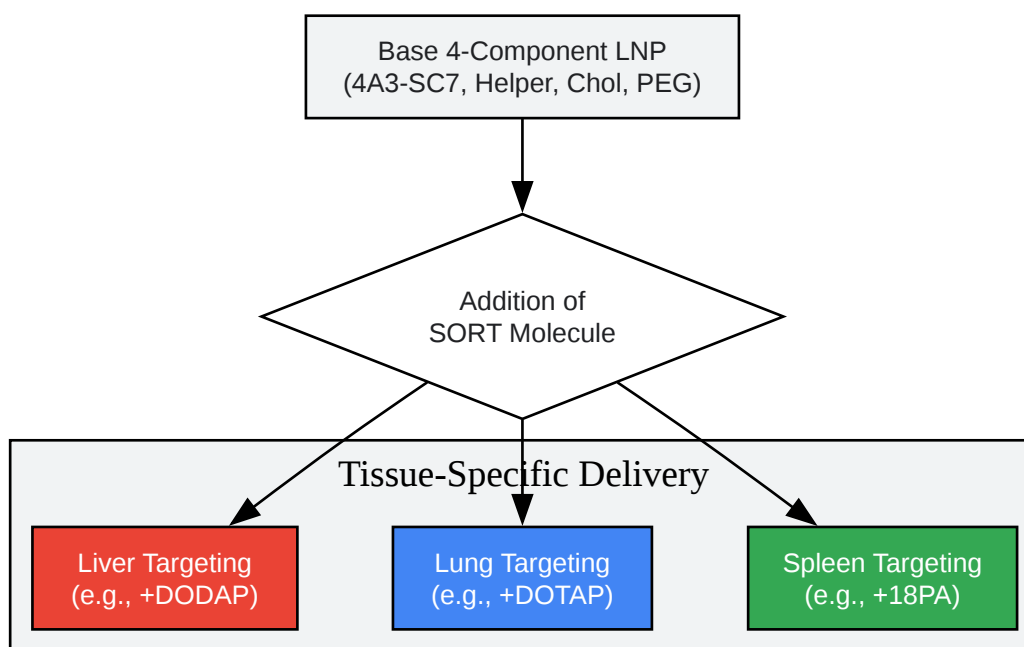 Base 4-Component LNP
(4A3-SC7, Helper, Chol, PEG)
Addition of
SORT Molecule
Tissue-Specific Delivery
Liver Targeting
(e.g., +DODAP)
Lung Targeting
(e.g., +DOTAP)
Spleen Targeting
(e.g., +18PA)